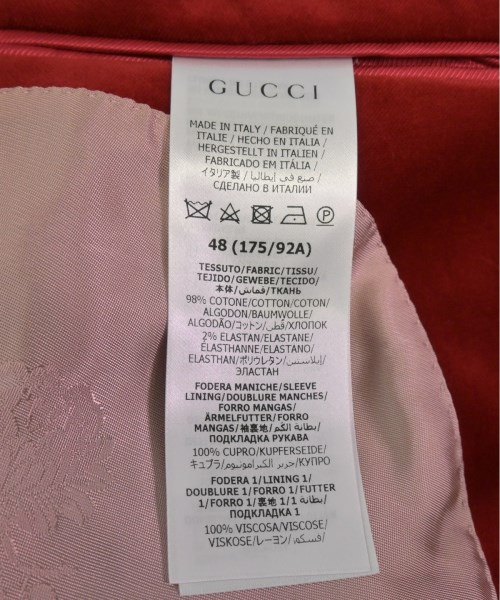 GUCCI
MADE IN ITALY / FABRIQUÉ EN
ITALIE / HECHO EN ITALIA /
HERGESTELLT IN ITALIEN /
FABRICADO EM ITÁLIA /
イタリア製 / صنع في إيطاليا /
СДЕЛАНО В ИТАЛИИ
P
48 (175/92A)
TESSUTO/FABRIC/TISSU/
TEJIDO/GEWEBE/TECIDO/
本体/قماش/ТКАНЬ
98% COTONE/COTTON/COTON/
ALGODON/BAUMWOLLE/
ALGODÃO/コットン/قطن/ХЛОПОК
2% ELASTAN/ELASTANE/
ÉLASTHANNE/ELASTANO/
ELASTHAN/ポリウレタン/إيلاستين/
ЭЛАСТАН
FODERA MANICHE/SLEEVE
LINING/DOUBLURE MANCHES/
FORRO MANGAS/
ÄRMELFUTTER/FORRO
MANGAS/袖裏地/بطانة الكم/
ПОДКЛАДКА РУКАВА
100% CUPRO/KUPFERSEIDE/
キュプラ/حرير الكبرامونيوم/КУПРО
FODERA 1/LINING 1/
DOUBLURE 1/FORRO 1/FUTTER
1/FORRO 1/裏地 1/بطانة 1/
ПОДКЛАДКА 1
100% VISCOSA/VISCOSE/
VISKOSE/レーヨン/فسكوز/